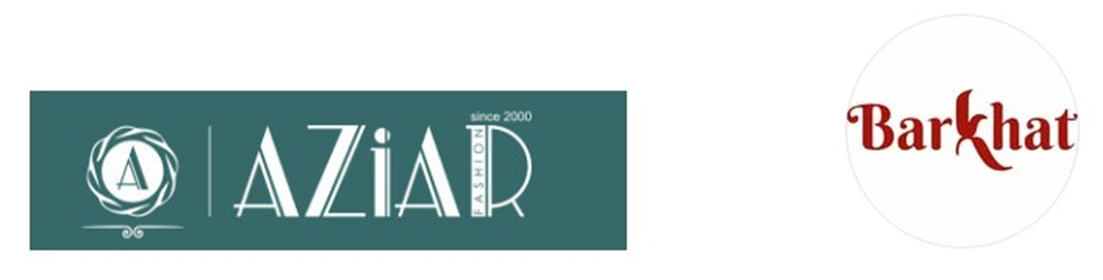 A
AZiAR
since 2000
FASHION
Barkhat